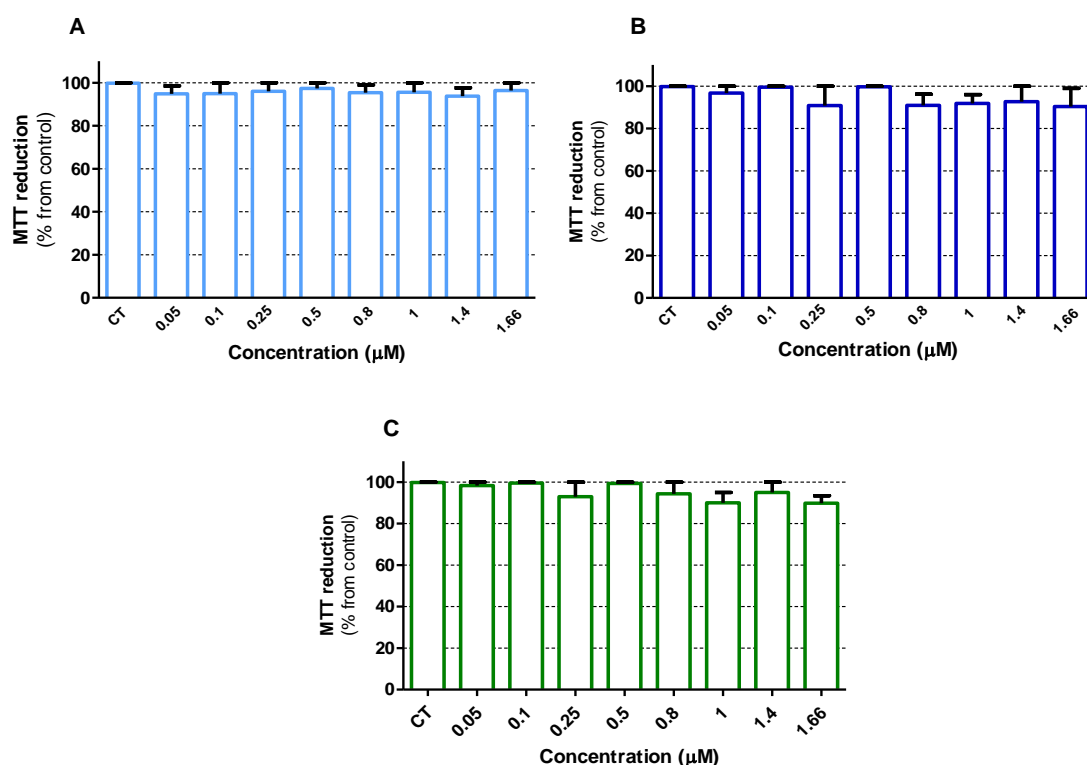 A
MTT reduction
(% from control)
100
80
60
40
20
0
CT 0.05 0.1 0.25 0.5 0.8 1 1.4 1.66
Concentration (μM)
B
MTT reduction
(% from control)
100
80
60
40
20
0
CT 0.05 0.1 0.25 0.5 0.8 1 1.4 1.66
Concentration (μM)
C
MTT reduction
(% from control)
100
80
60
40
20
0
CT 0.05 0.1 0.25 0.5 0.8 1 1.4 1.66
Concentration (μM)